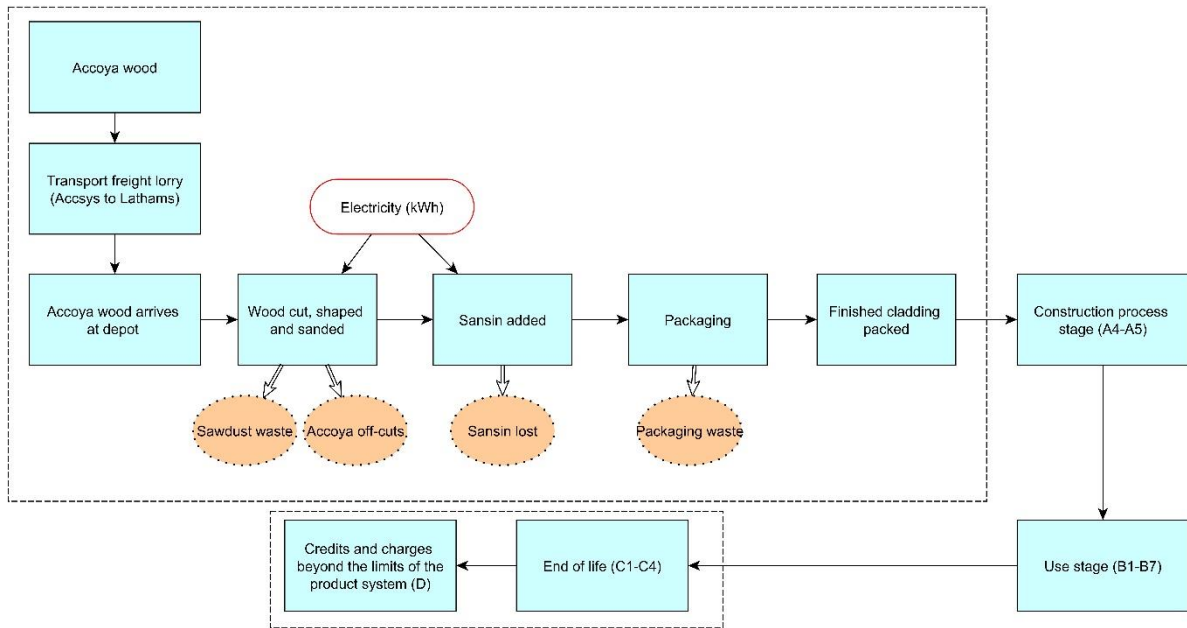 Accoya wood
Transport freight lorry
(Accsys to Lathams)
Electricity (kWh)
Accoya wood arrives
at depot
Wood cut, shaped
and sanded
Sansin added
Packaging
Finished cladding
packed
Construction process
stage (A4-A5)
Sawdust waste
Accoya off-cuts
Sansin lost
Packaging waste
Credits and charges
beyond the limits of the
product system (D)
End of life (C1-C4)
Use stage (B1-B7)